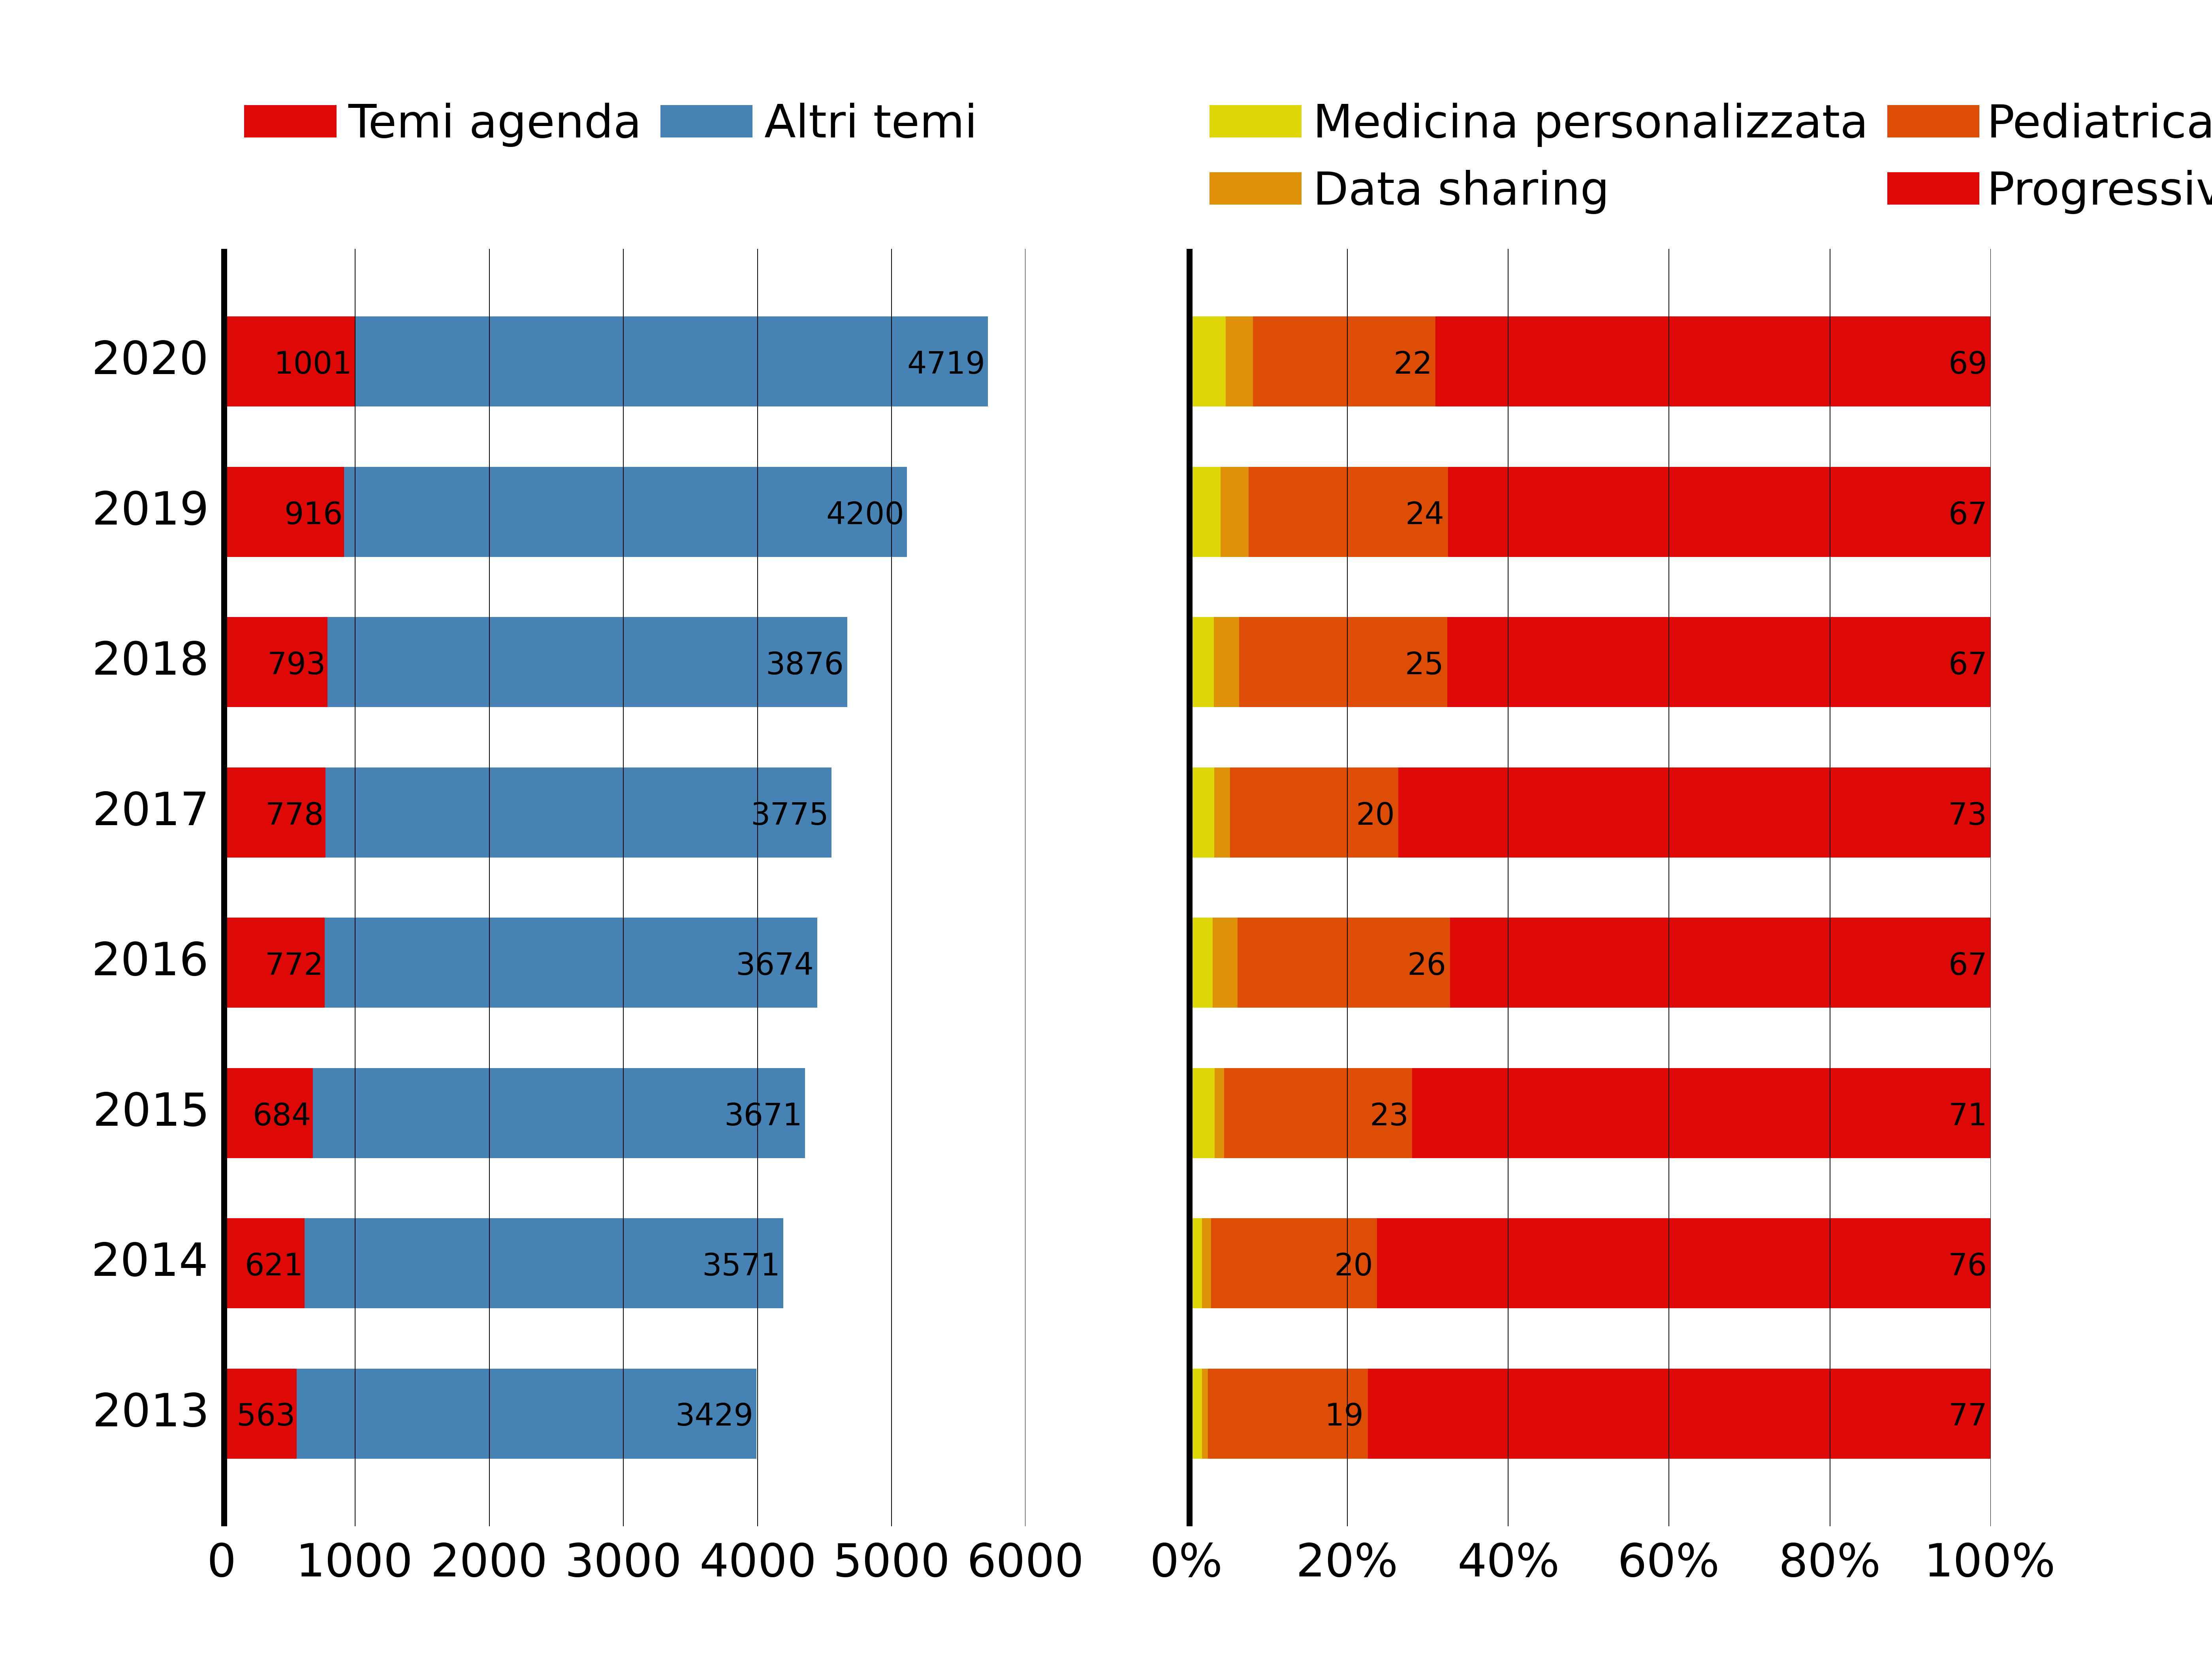 Temi agenda Altri temi
Medicina personalizzata Pediatrica
Data sharing
2020 1001 4719 22 69
2019 916 4200 24 67
2018 793 3876 25 67
2017 778 3775 20 73
2016 772 3674 26 67
2015 684 3671 23 71
2014 621 3571 20 76
2013 563 3429 19 77
0 1000 2000 3000 4000 5000 6000 0% 20% 40% 60% 80% 100%